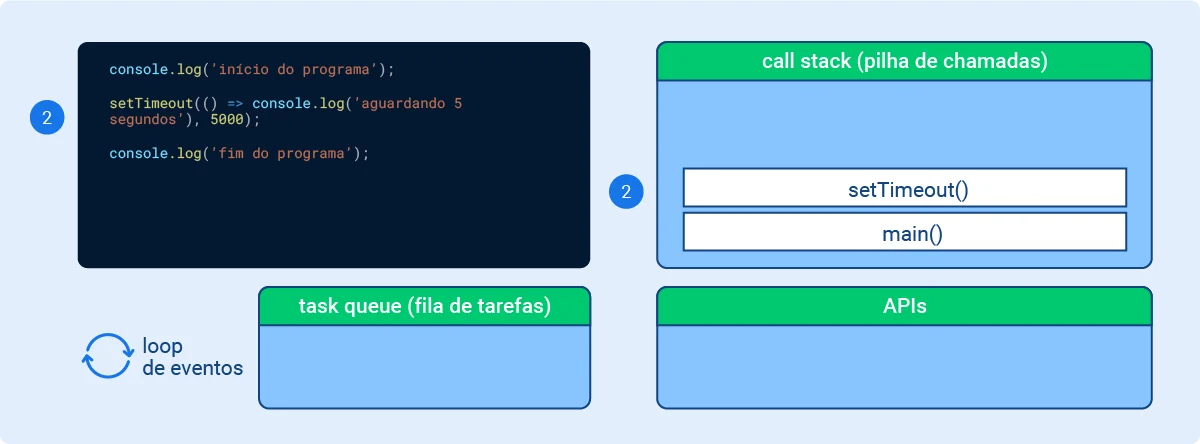 console.log('início do programa');
2
setTimeout(() => console.log('aguardando 5
segundos'), 5000);
console.log('fim do programa');
call stack (pilha de chamadas)
2
setTimeout()
main()
loop
de eventos
task queue (fila de tarefas)
APIs